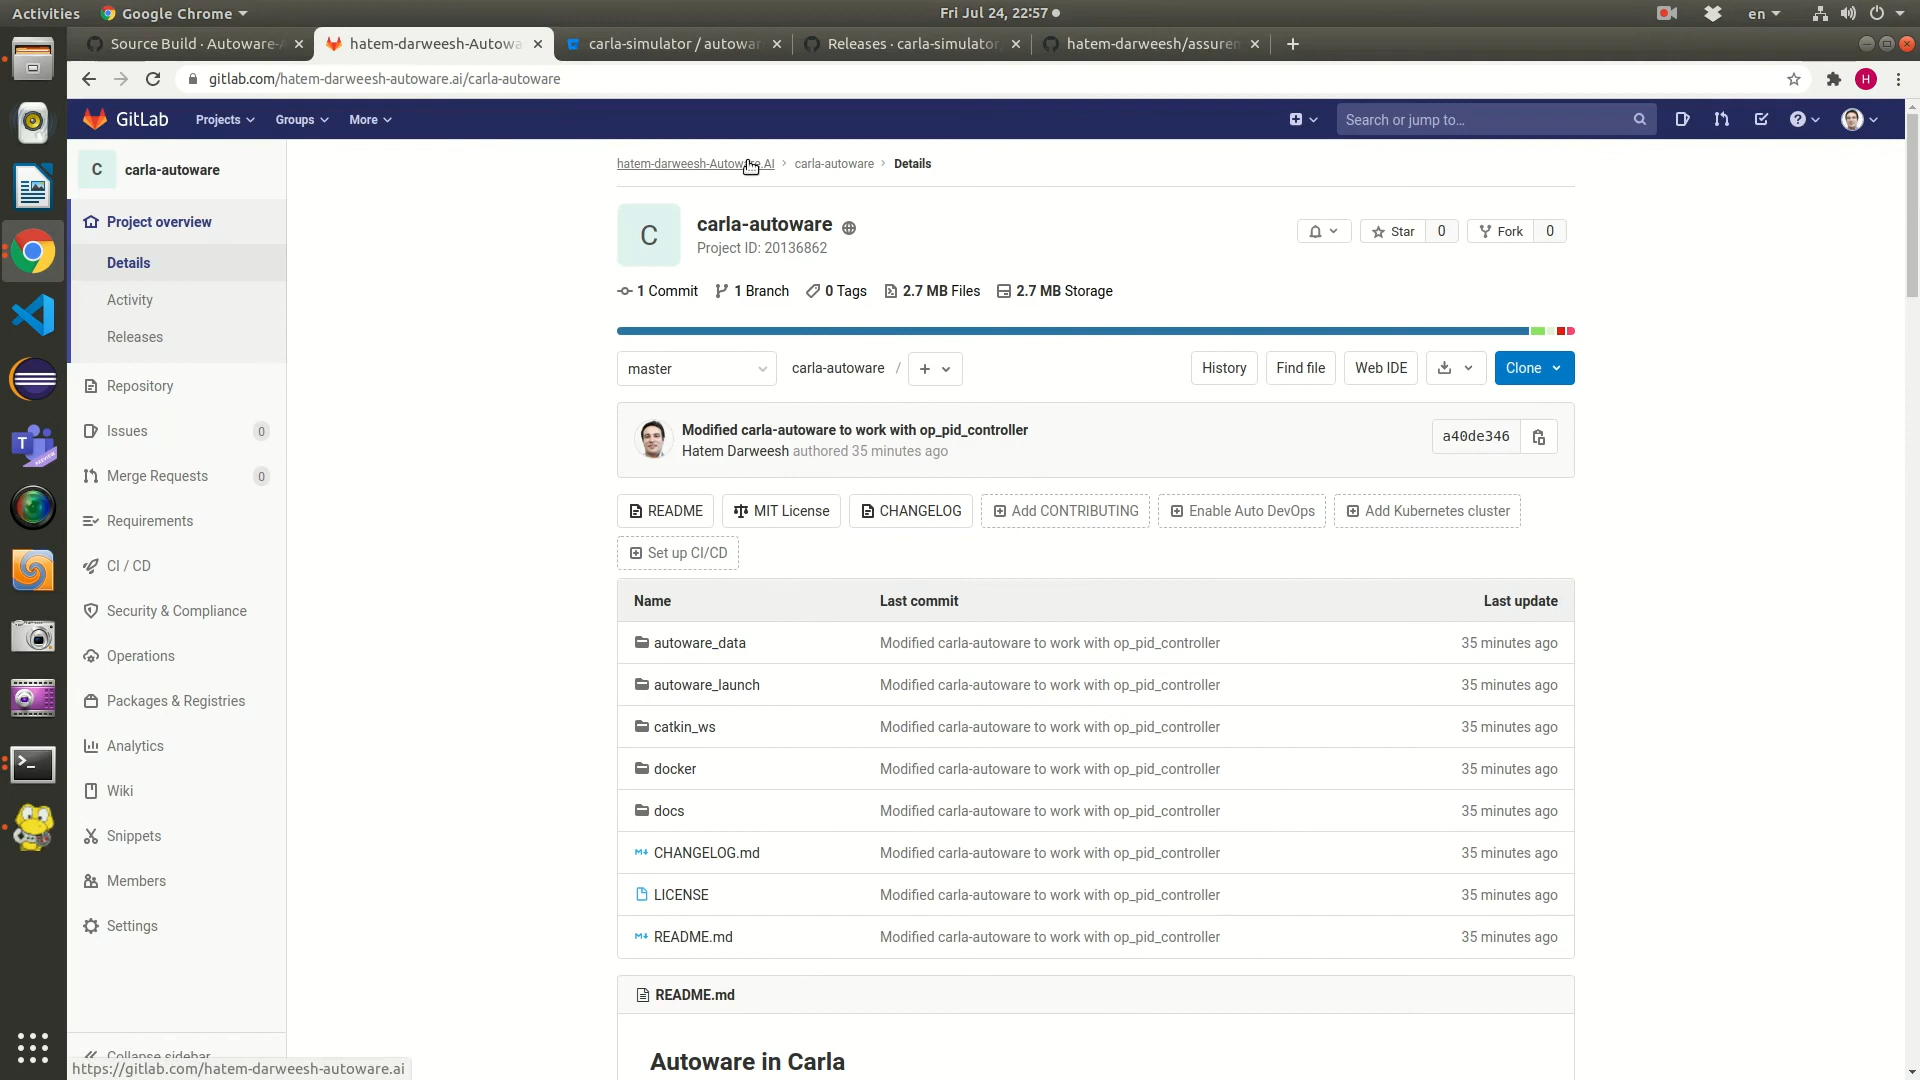 Activities
Google Chrome
Fri Jul 24, 22:57
en
Source Build · Autoware-
hatem-darweesh-Autowa
carla-simulator / autowar
Releases · carla-simulator
hatem-darweesh/assure
gitlab.com/hatem-darweesh-autoware.ai/carla-autoware
H
GitLab
Projects
Groups
More
Search or jump to…
C
carla-autoware
Project overview
Details
Activity
Releases
Repository
Issues
0
Merge Requests
0
Requirements
CI / CD
Security & Compliance
Operations
Packages & Registries
Analytics
Wiki
Snippets
Members
Settings
Collapse sidebar
https://gitlab.com/hatem-darweesh-autoware.ai
hatem-darweesh-Autoware.AI › carla-autoware › Details
C
carla-autoware
Project ID: 20136862
Star
0
Fork
0
1 Commit
1 Branch
0 Tags
2.7 MB Files
2.7 MB Storage
master
carla-autoware /
History
Find file
Web IDE
Clone
Modified carla-autoware to work with op_pid_controller
Hatem Darweesh authored 35 minutes ago
a40de346
README
MIT License
CHANGELOG
Add CONTRIBUTING
Enable Auto DevOps
Add Kubernetes cluster
Set up CI/CD
Name Last commit Last update
autoware_data Modified carla-autoware to work with op_pid_controller 35 minutes ago
autoware_launch Modified carla-autoware to work with op_pid_controller 35 minutes ago
catkin_ws Modified carla-autoware to work with op_pid_controller 35 minutes ago
docker Modified carla-autoware to work with op_pid_controller 35 minutes ago
docs Modified carla-autoware to work with op_pid_controller 35 minutes ago
CHANGELOG.md Modified carla-autoware to work with op_pid_controller 35 minutes ago
LICENSE Modified carla-autoware to work with op_pid_controller 35 minutes ago
README.md Modified carla-autoware to work with op_pid_controller 35 minutes ago
README.md
Autoware in Carla